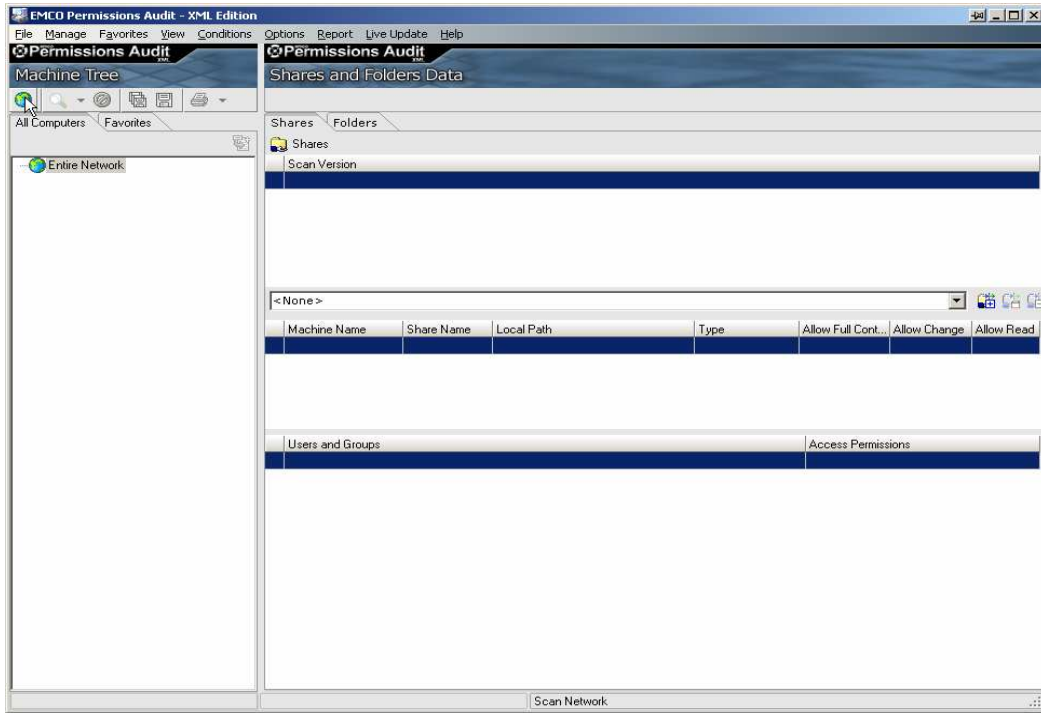 EMCO Permissions Audit - XML Edition
File Manage Favorites View Conditions Options Report Live Update Help
Permissions Audit
XML
Machine Tree
Permissions Audit
XML
Shares and Folders Data
All Computers Favorites
Entire Network
Shares Folders
Shares
Scan Version
<None>
Machine Name Share Name Local Path Type Allow Full Cont... Allow Change Allow Read
Users and Groups Access Permissions
Scan Network